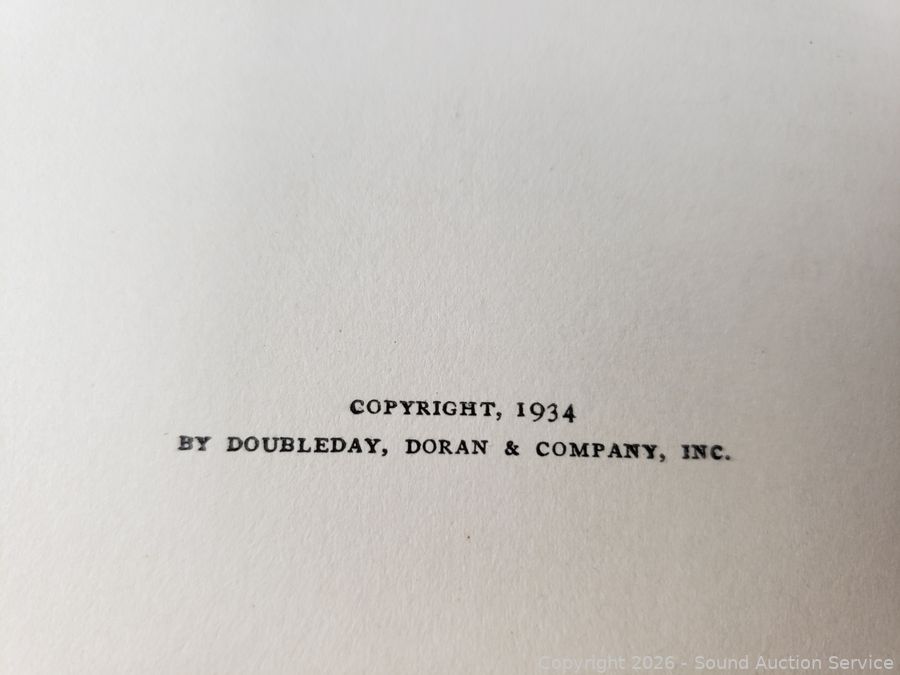 COPYRIGHT, 1934
BY DOUBLEDAY, DORAN & COMPANY, INC.
Copyright 2026 - Sound Auction Service